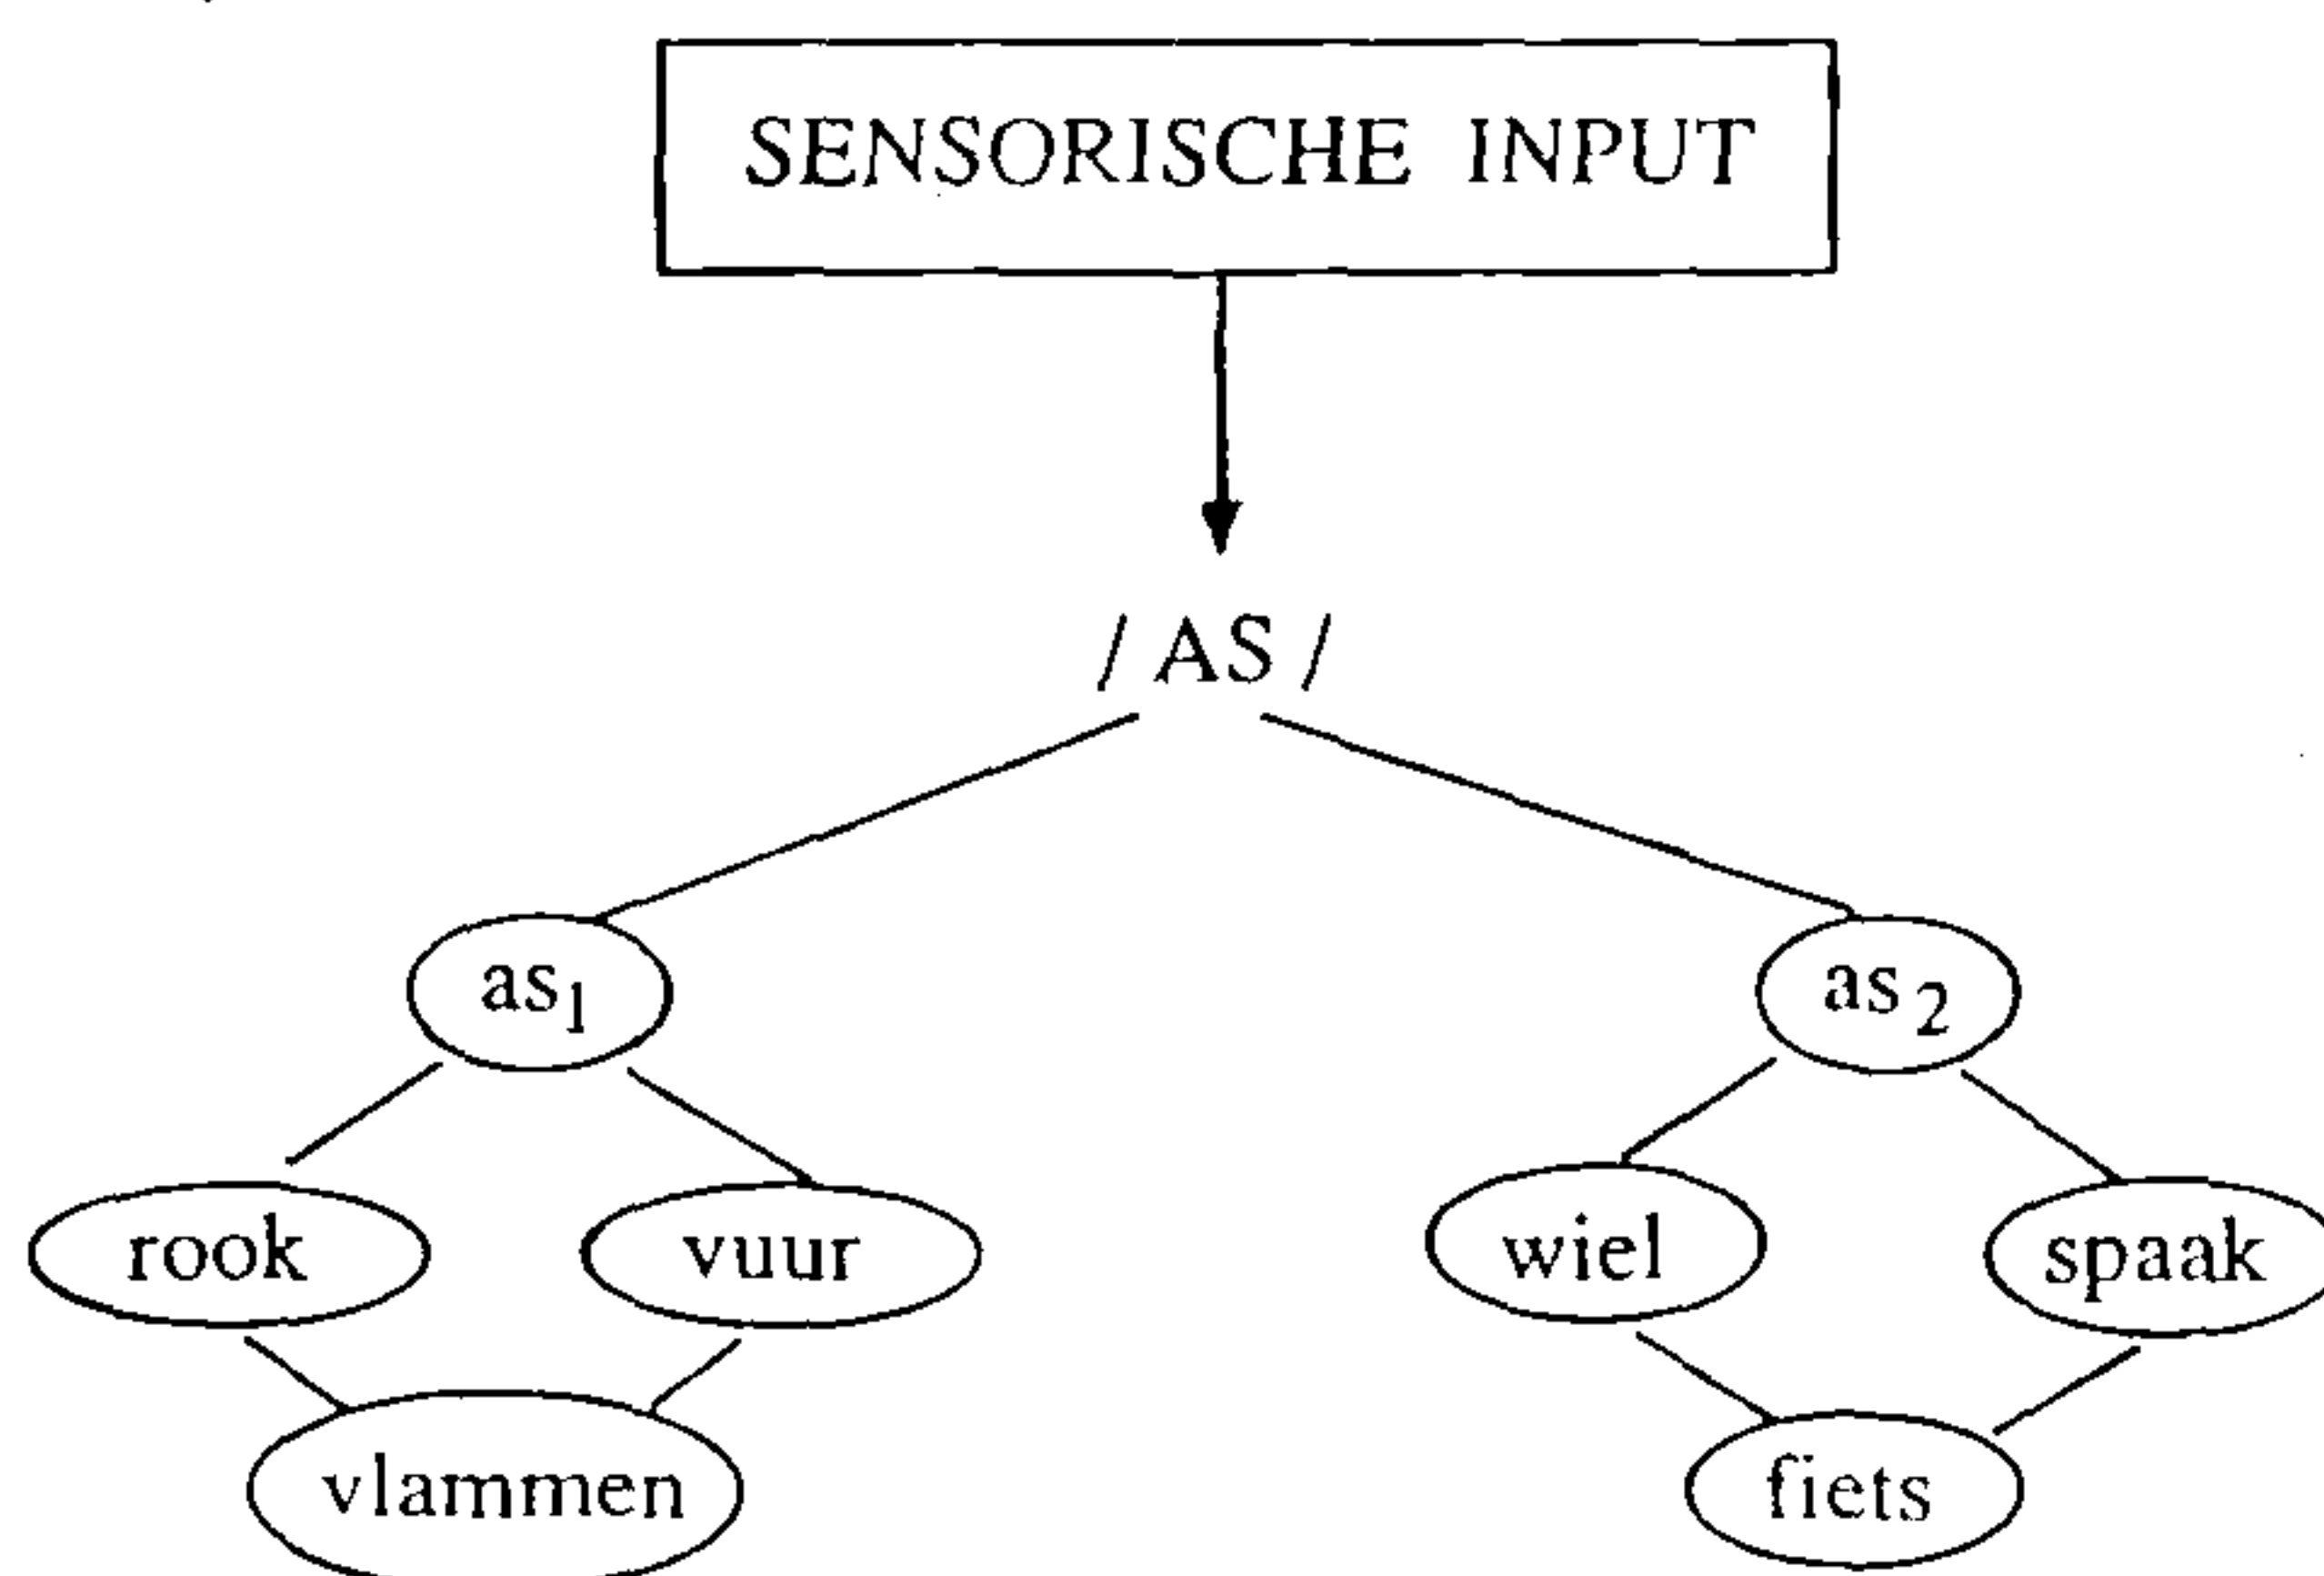 SENSORISCHE INPUT
/ AS /
as1 as2
rook vuur wiel spaak
vlammen fiets